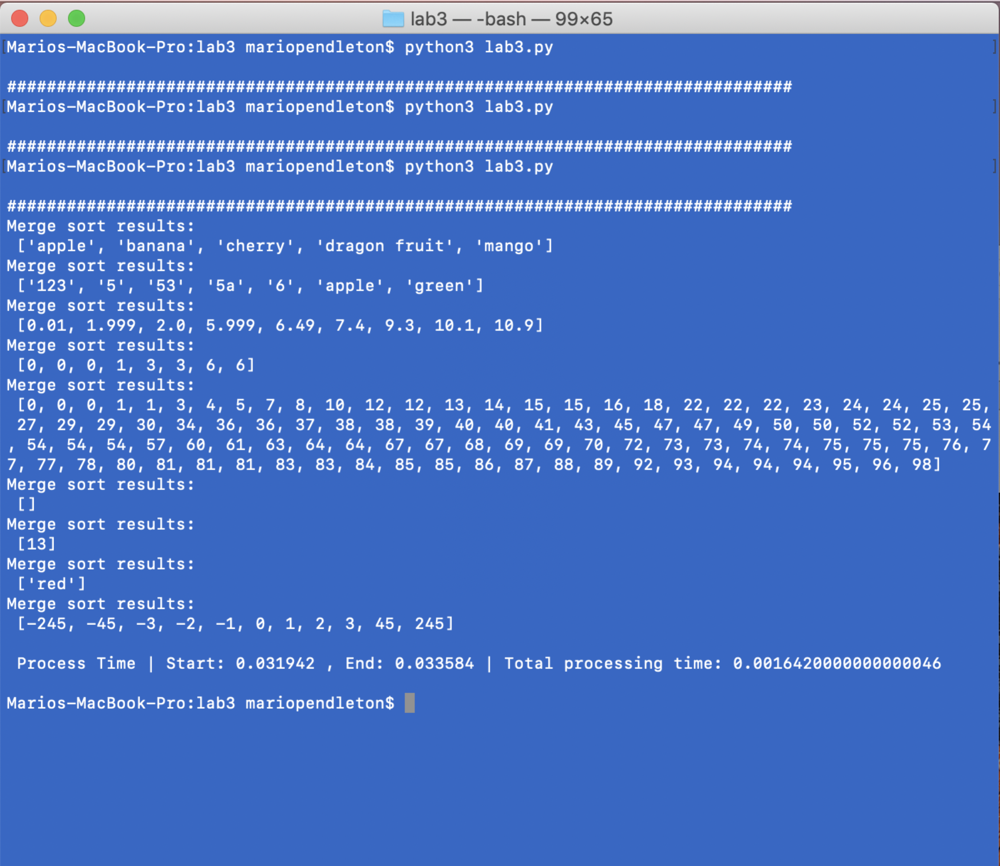 lab3 — -bash — 99×65
[Marios-MacBook-Pro:lab3 mariopendleton$ python3 lab3.py ]
###############################################################################
[Marios-MacBook-Pro:lab3 mariopendleton$ python3 lab3.py ]
###############################################################################
[Marios-MacBook-Pro:lab3 mariopendleton$ python3 lab3.py ]
###############################################################################
Merge sort results:
['apple', 'banana', 'cherry', 'dragon fruit', 'mango']
Merge sort results:
['123', '5', '53', '5a', '6', 'apple', 'green']
Merge sort results:
[0.01, 1.999, 2.0, 5.999, 6.49, 7.4, 9.3, 10.1, 10.9]
Merge sort results:
[0, 0, 0, 1, 3, 3, 6, 6]
Merge sort results:
[0, 0, 0, 1, 1, 3, 4, 5, 7, 8, 10, 12, 12, 13, 14, 15, 15, 16, 18, 22, 22, 22, 23, 24, 24, 25, 25,
27, 29, 29, 30, 34, 36, 36, 37, 38, 38, 39, 40, 40, 41, 43, 45, 47, 47, 49, 50, 50, 52, 52, 53, 54
, 54, 54, 54, 57, 60, 61, 63, 64, 64, 67, 67, 68, 69, 69, 70, 72, 73, 73, 74, 74, 75, 75, 75, 76, 7
7, 77, 78, 80, 81, 81, 81, 83, 83, 84, 85, 85, 86, 87, 88, 89, 92, 93, 94, 94, 94, 95, 96, 98]
Merge sort results:
[]
Merge sort results:
[13]
Merge sort results:
['red']
Merge sort results:
[-245, -45, -3, -2, -1, 0, 1, 2, 3, 45, 245]
Process Time | Start: 0.031942 , End: 0.033584 | Total processing time: 0.0016420000000000046
Marios-MacBook-Pro:lab3 mariopendleton$